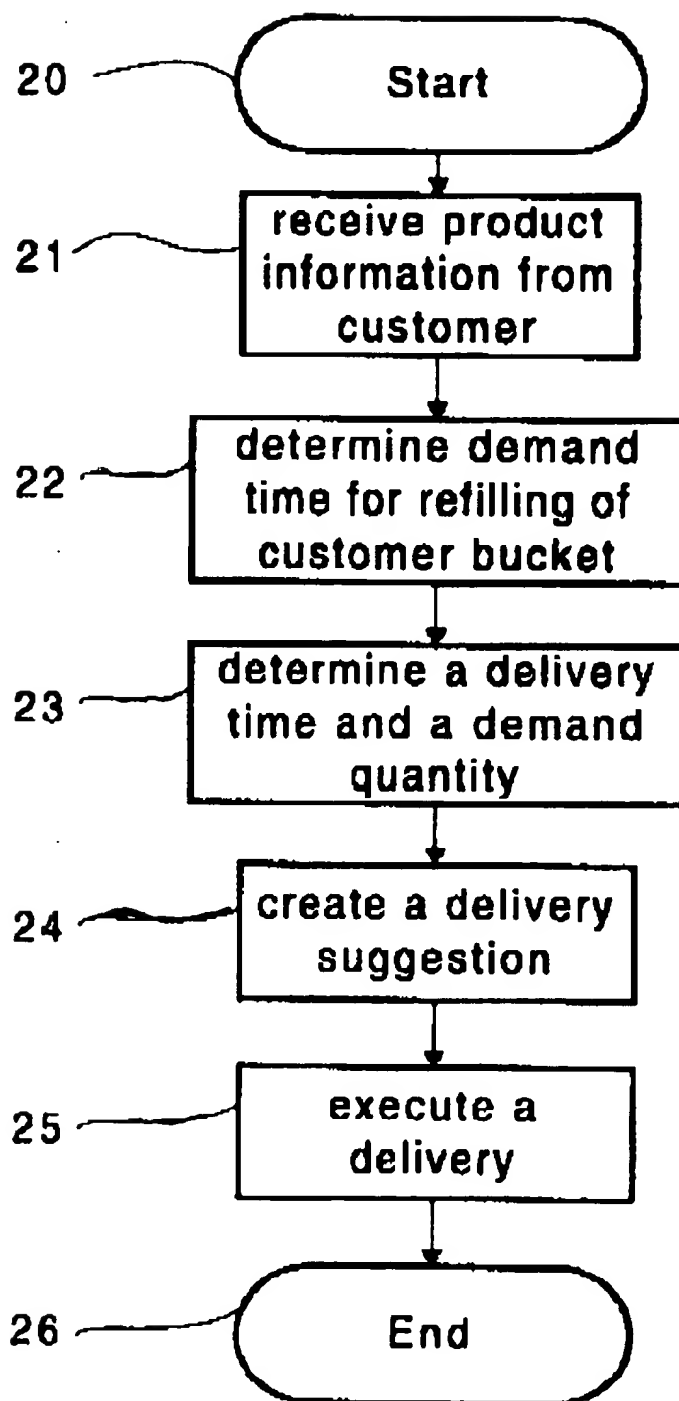 20
Start
21
receive product
information from
customer
22
determine demand
time for refilling of
customer bucket
23
determine a delivery
time and a demand
quantity
24
create a delivery
suggestion
25
execute a
delivery
26
End